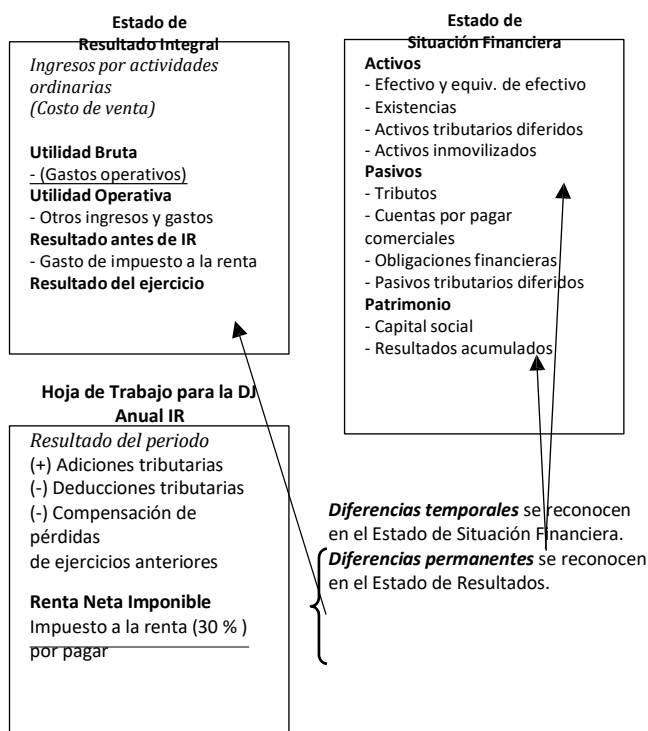 Estado de
Resultado Integral
Ingresos por actividades
ordinarias
(Costo de venta)
Utilidad Bruta
- (Gastos operativos)
Utilidad Operativa
- Otros ingresos y gastos
Resultado antes de IR
- Gasto de impuesto a la renta
Resultado del ejercicio
Estado de
Situación Financiera
Activos
- Efectivo y equiv. de efectivo
- Existencias
- Activos tributarios diferidos
- Activos inmovilizados
Pasivos
- Tributos
- Cuentas por pagar
comerciales
- Obligaciones financieras
- Pasivos tributarios diferidos
Patrimonio
- Capital social
- Resultados acumulados
Hoja de Trabajo para la DJ
Anual IR
Resultado del periodo
(+) Adiciones tributarias
(-) Deducciones tributarias
(-) Compensación de
pérdidas
de ejercicios anteriores
Renta Neta Imponible
Impuesto a la renta (30 % )
por pagar
Diferencias temporales se reconocen
en el Estado de Situación Financiera.
Diferencias permanentes se reconocen
en el Estado de Resultados.